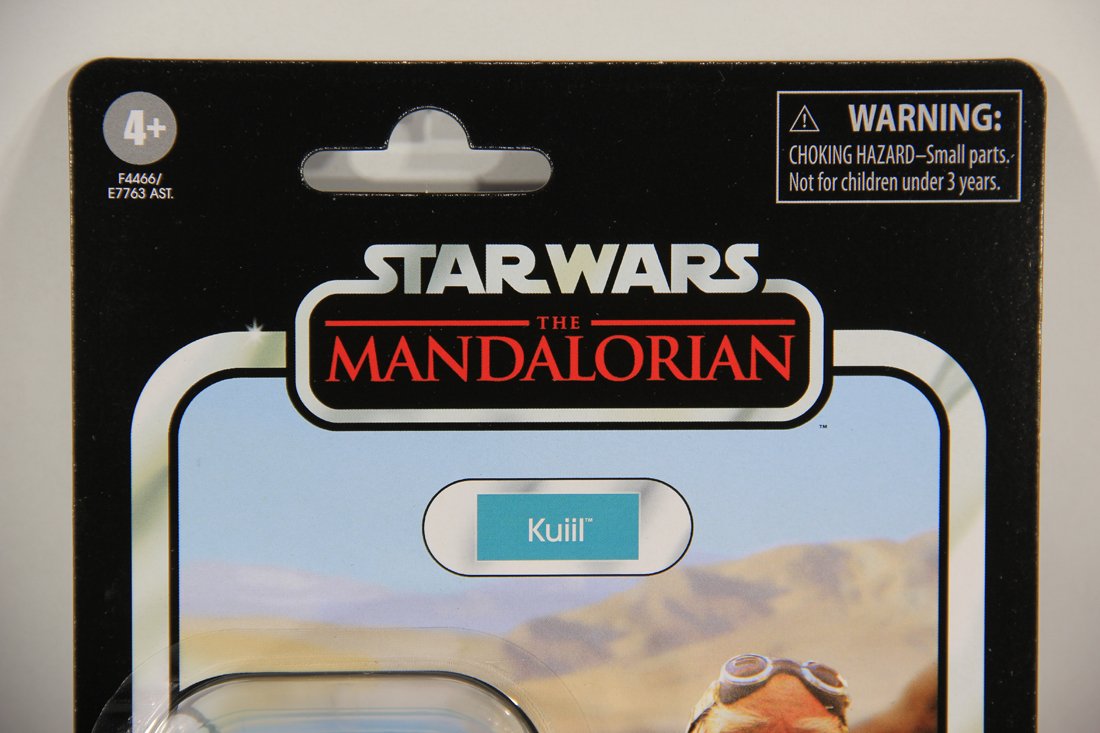 4+
F4466/
E7763 AST.
⚠ WARNING:
CHOKING HAZARD–Small parts.
Not for children under 3 years.
STAR WARS
THE
MANDALORIAN
™
Kuiil™